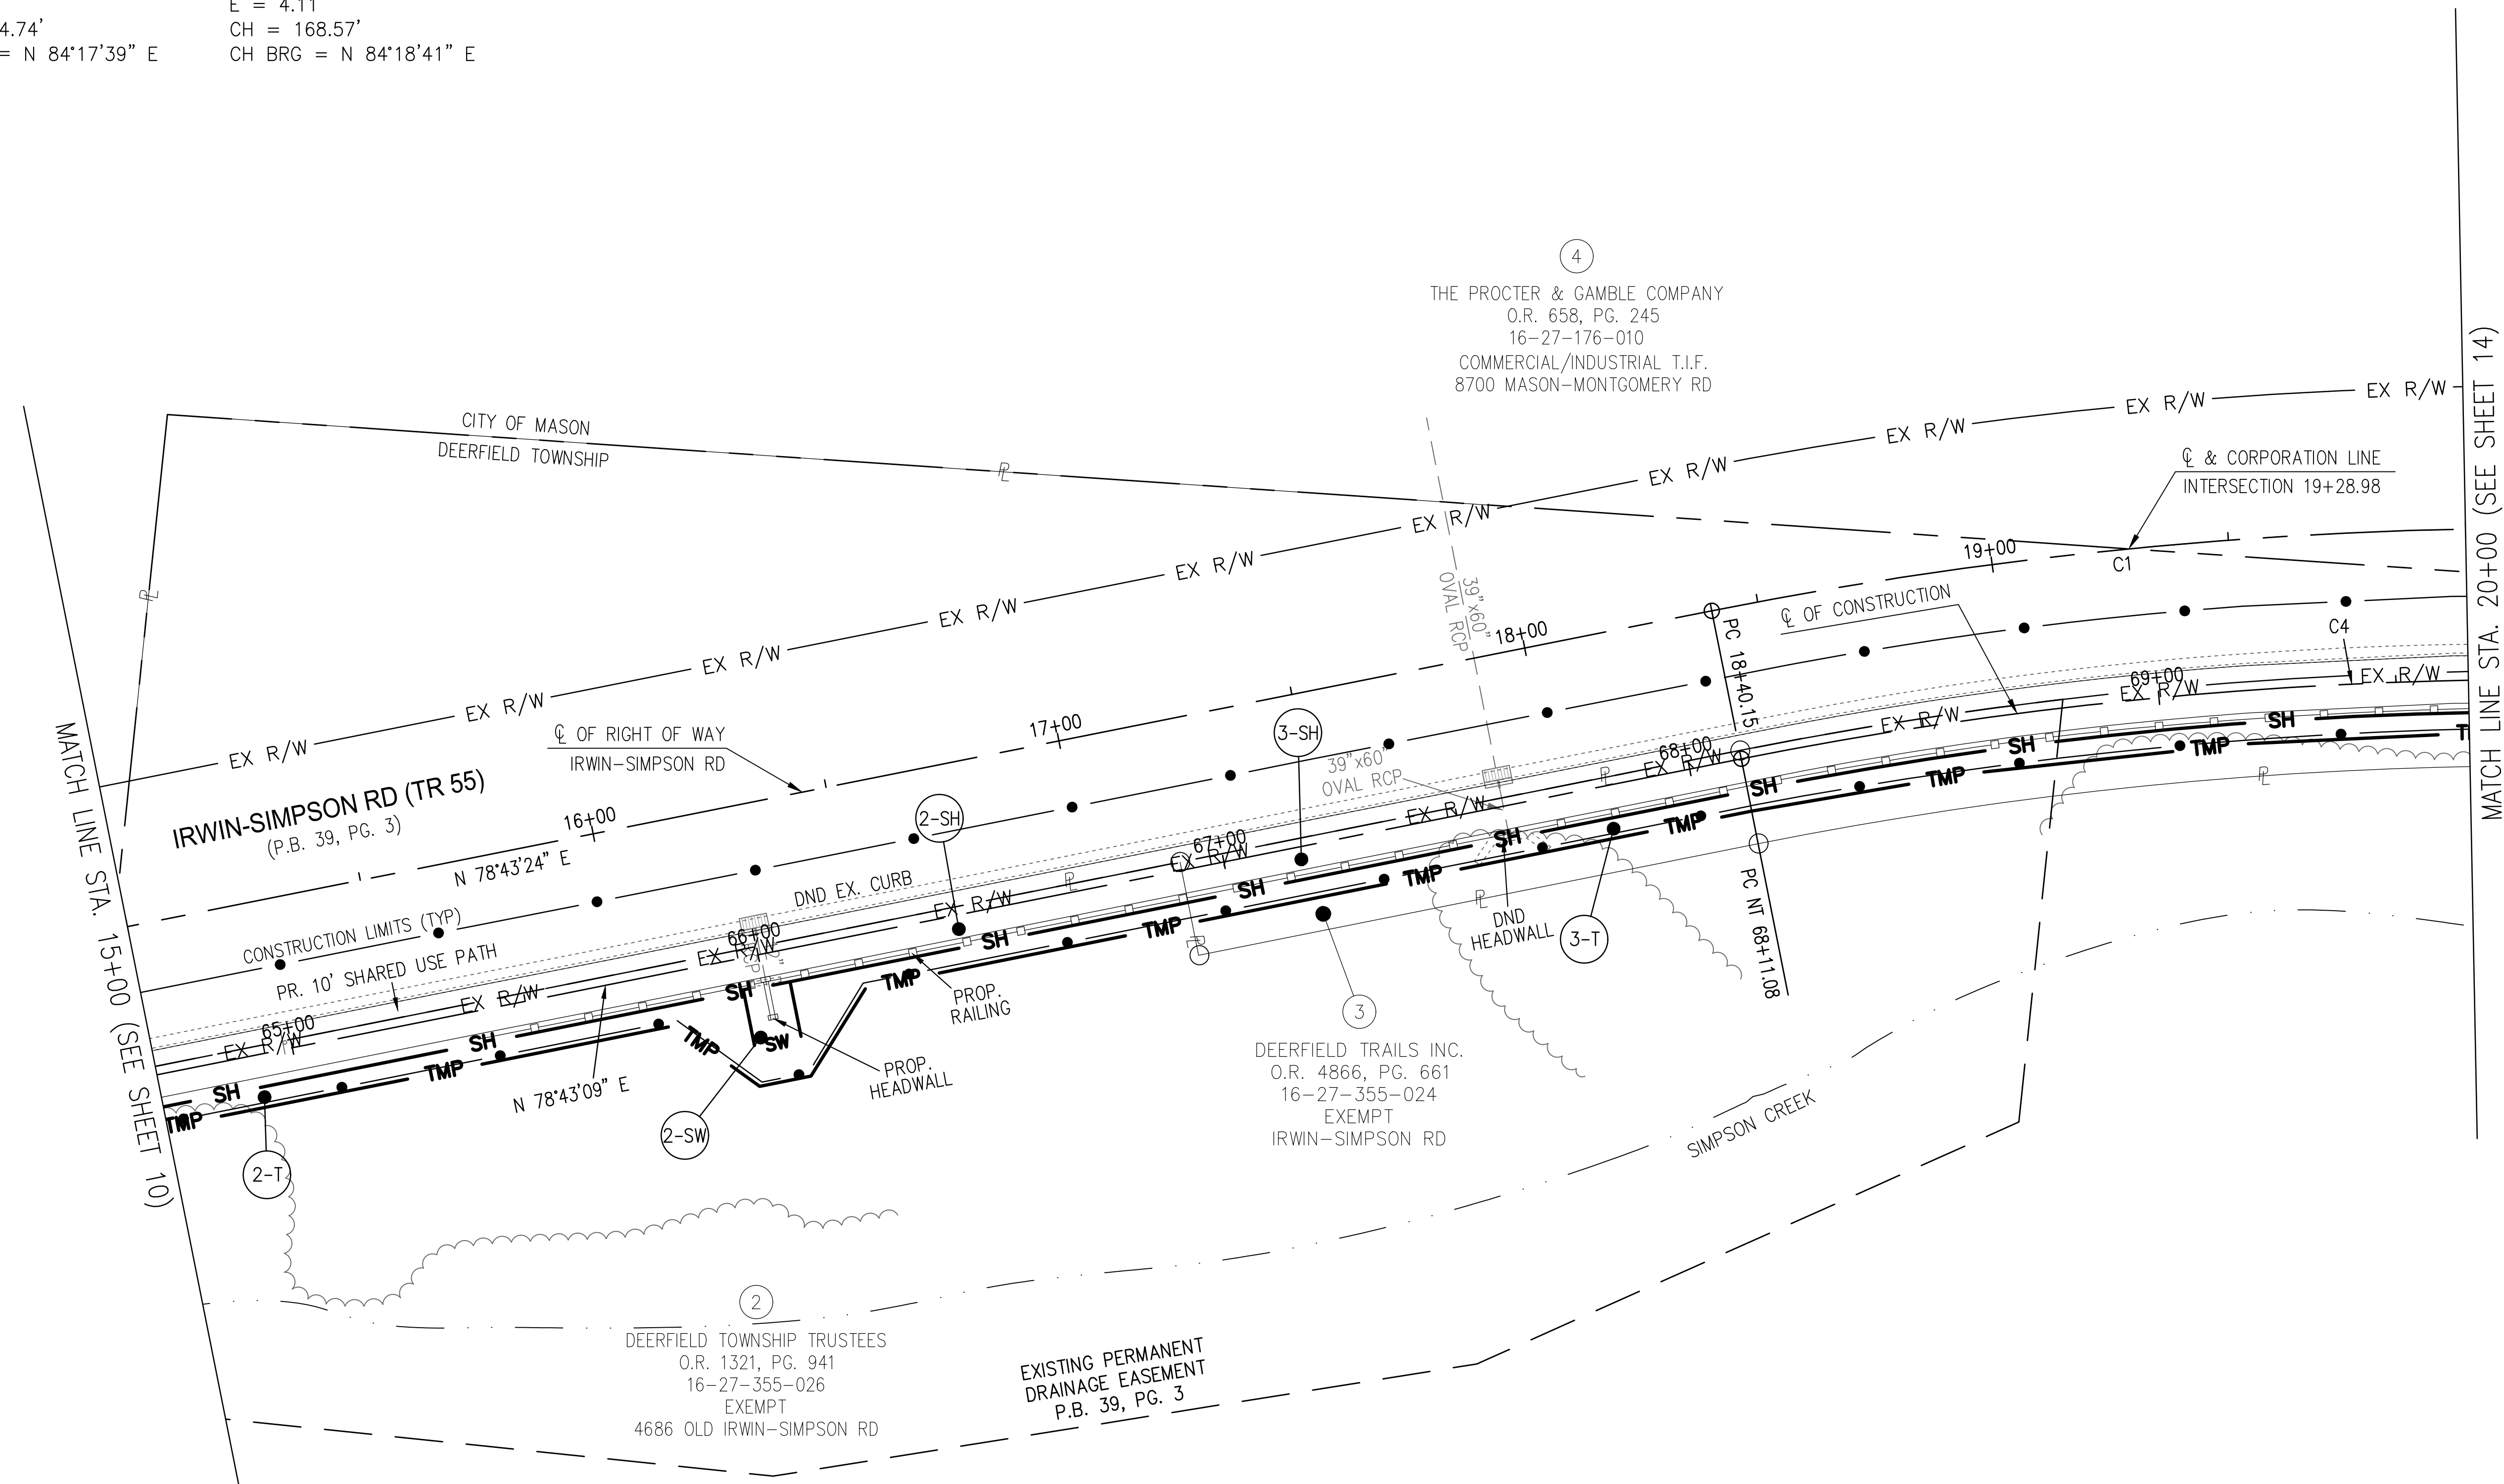 E = 4.11
4.74'
CH = 168.57'
= N 84°17'39" E
CH BRG = N 84°18'41" E
4
THE PROCTER & GAMBLE COMPANY
O.R. 658, PG. 245
16-27-176-010
COMMERCIAL/INDUSTRIAL T.I.F.
8700 MASON-MONTGOMERY RD
CITY OF MASON
DEERFIELD TOWNSHIP
PL
PL
EX R/W
EX R/W
EX R/W
EX R/W
EX R/W
EX R/W
EX R/W
EX R/W
EX R/W
EX R/W
℄ & CORPORATION LINE
INTERSECTION 19+28.98
C1
39"x60"
OVAL RCP
16+00
17+00
18+00
19+00
PC 18+40.15
℄ OF CONSTRUCTION
C4
℄ OF RIGHT OF WAY
IRWIN-SIMPSON RD
IRWIN-SIMPSON RD (TR 55)
(P.B. 39, PG. 3)
N 78°43'24" E
CONSTRUCTION LIMITS (TYP)
PR. 10' SHARED USE PATH
DND EX. CURB
2-SH
3-SH
39"x60"
OVAL RCP
65+00
66+00
67+00
68+00
69+00
EX R/W
EX R/W
EX R/W
EX R/W
EX R/W
EX R/W
EX R/W
EX R/W
EX R/W
EX R/W
PL
PL
PL
PL
SH
SH
SH
SH
SH
SH
SH
SH
SH
TMP
TMP
TMP
TMP
TMP
TMP
TMP
TMP
TMP
SW
PROP.
RAILING
PROP.
HEADWALL
DND
HEADWALL
N 78°43'09" E
2-T
2-SW
3-T
PC NT 68+11.08
3
DEERFIELD TRAILS INC.
O.R. 4866, PG. 661
16-27-355-024
EXEMPT
IRWIN-SIMPSON RD
SIMPSON CREEK
2
DEERFIELD TOWNSHIP TRUSTEES
O.R. 1321, PG. 941
16-27-355-026
EXEMPT
4686 OLD IRWIN-SIMPSON RD
EXISTING PERMANENT
DRAINAGE EASEMENT
P.B. 39, PG. 3
MATCH LINE STA. 15+00 (SEE SHEET 10)
MATCH LINE STA. 20+00 (SEE SHEET 14)